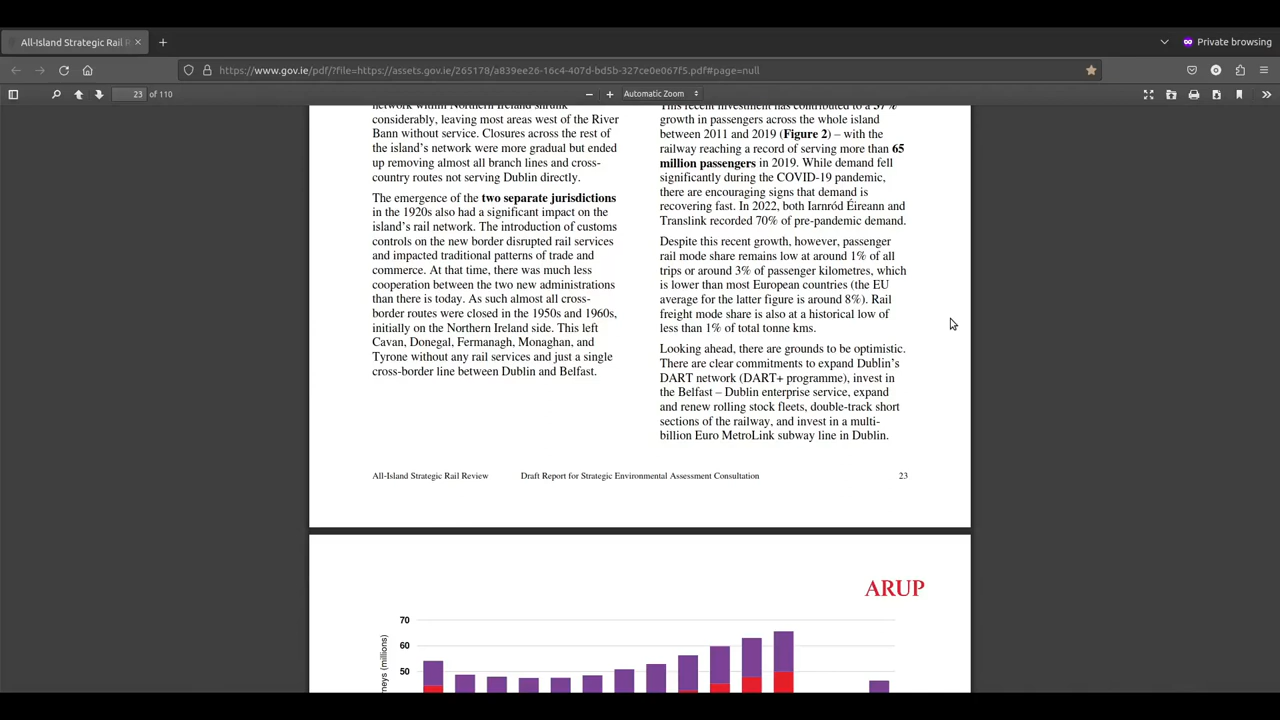 All-Island Strategic Rail R
Private browsing
https://www.gov.ie/pdf/?file=https://assets.gov.ie/265178/a839ee26-16c4-407d-bd5b-327ce0e067f5.pdf#page=null
23 of 110
Automatic Zoom
network within Northern Ireland shrunk
considerably, leaving most areas west of the River
Bann without service. Closures across the rest of
the island's network were more gradual but ended
up removing almost all branch lines and cross-
country routes not serving Dublin directly.
The emergence of the two separate jurisdictions
in the 1920s also had a significant impact on the
island's rail network. The introduction of customs
controls on the new border disrupted rail services
and impacted traditional patterns of trade and
commerce. At that time, there was much less
cooperation between the two new administrations
than there is today. As such almost all cross-
border routes were closed in the 1950s and 1960s,
initially on the Northern Ireland side. This left
Cavan, Donegal, Fermanagh, Monaghan, and
Tyrone without any rail services and just a single
cross-border line between Dublin and Belfast.
This recent investment has contributed to a 37%
growth in passengers across the whole island
between 2011 and 2019 (Figure 2) – with the
railway reaching a record of serving more than 65
million passengers in 2019. While demand fell
significantly during the COVID-19 pandemic,
there are encouraging signs that demand is
recovering fast. In 2022, both Iarnród Éireann and
Translink recorded 70% of pre-pandemic demand.
Despite this recent growth, however, passenger
rail mode share remains low at around 1% of all
trips or around 3% of passenger kilometres, which
is lower than most European countries (the EU
average for the latter figure is around 8%). Rail
freight mode share is also at a historical low of
less than 1% of total tonne kms.
Looking ahead, there are grounds to be optimistic.
There are clear commitments to expand Dublin's
DART network (DART+ programme), invest in
the Belfast – Dublin enterprise service, expand
and renew rolling stock fleets, double-track short
sections of the railway, and invest in a multi-
billion Euro MetroLink subway line in Dublin.
All-Island Strategic Rail Review Draft Report for Strategic Environmental Assessment Consultation 23
ARUP
70
60
50
(millions)